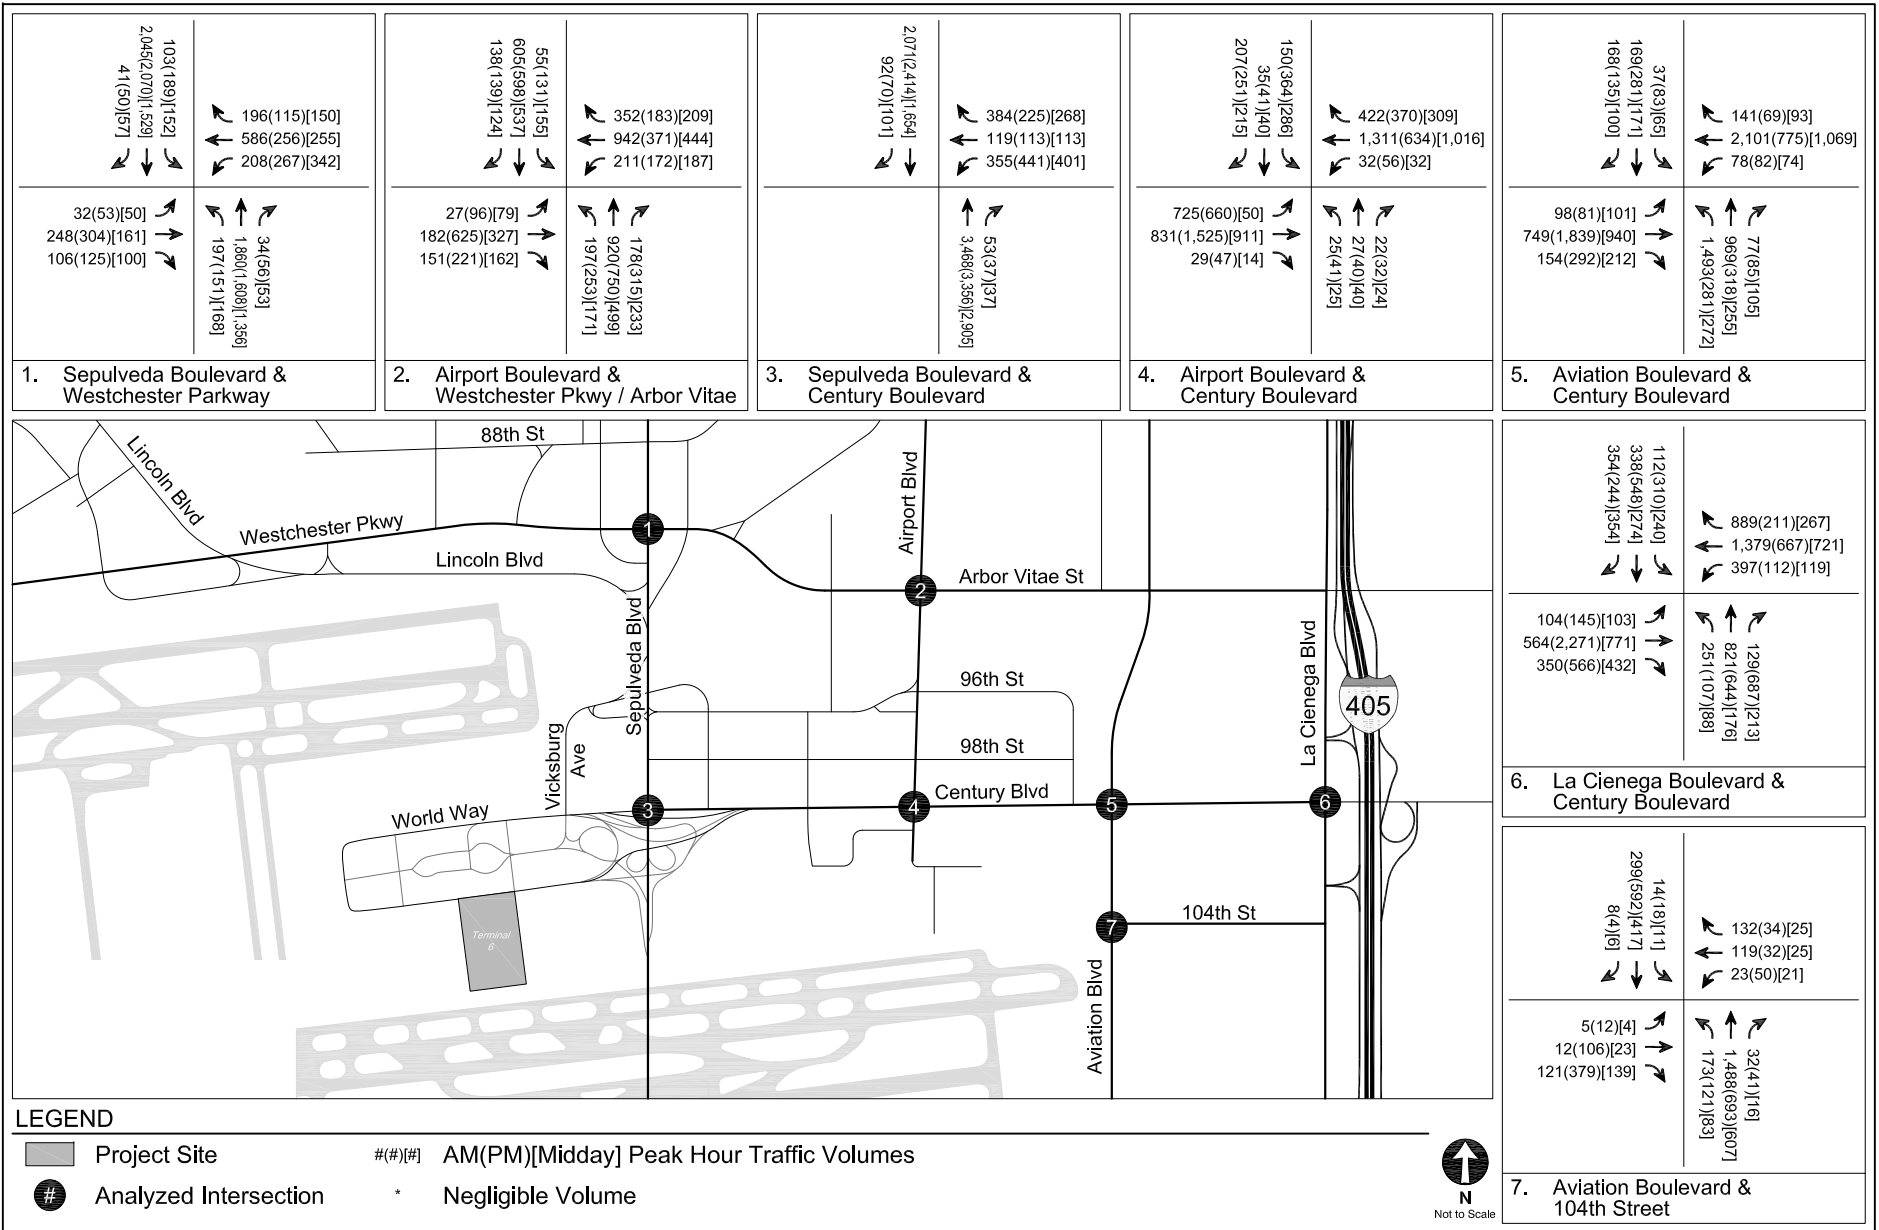 103(189)[152]
2,045(2,070)[1,529]
41(50)[57]
196(115)[150]
586(256)[255]
208(267)[342]
32(53)[50]
248(304)[161]
106(125)[100]
197(151)[168]
1,860(1,608)[1,356]
34(56)[53]
1. Sepulveda Boulevard &
Westchester Parkway
55(131)[155]
605(598)[537]
138(139)[124]
352(183)[209]
942(371)[444]
211(172)[187]
27(96)[79]
182(625)[327]
151(221)[162]
197(253)[171]
920(750)[499]
178(315)[233]
2. Airport Boulevard &
Westchester Pkwy / Arbor Vitae
2,071(2,414)[1,654]
92(70)[101]
384(225)[268]
119(113)[113]
355(441)[401]
3,468(3,356)[2,905]
53(37)[37]
3. Sepulveda Boulevard &
Century Boulevard
150(364)[286]
35(41)[40]
207(251)[215]
422(370)[309]
1,311(634)[1,016]
32(56)[32]
725(660)[50]
831(1,525)[911]
29(47)[14]
25(41)[25]
27(40)[40]
22(32)[24]
4. Airport Boulevard &
Century Boulevard
37(83)[65]
169(281)[171]
168(135)[100]
141(69)[93]
2,101(775)[1,069]
78(82)[74]
98(81)[101]
749(1,839)[940]
154(292)[212]
1,493(281)[272]
969(318)[255]
77(85)[105]
5. Aviation Boulevard &
Century Boulevard
112(310)[240]
338(548)[274]
354(244)[354]
889(211)[267]
1,379(667)[721]
397(112)[119]
104(145)[103]
564(2,271)[771]
350(566)[432]
251(107)[88]
821(644)[176]
129(687)[213]
6. La Cienega Boulevard &
Century Boulevard
14(18)[11]
299(592)[417]
8(4)[6]
132(34)[25]
119(32)[25]
23(50)[21]
5(12)[4]
12(106)[23]
121(379)[139]
173(121)[83]
1,488(693)[607]
32(41)[16]
7. Aviation Boulevard &
104th Street
88th St
Lincoln Blvd
Westchester Pkwy
Lincoln Blvd
1
Airport Blvd
Arbor Vitae St
2
Sepulveda Blvd
La Cienega Blvd
96th St
405
98th St
Vicksburg
Ave
Century Blvd
World Way
3
4
5
6
Terminal
6
104th St
7
Aviation Blvd
LEGEND
Project Site
#(#)[#] AM(PM)[Midday] Peak Hour Traffic Volumes
# Analyzed Intersection
* Negligible Volume
N
Not to Scale